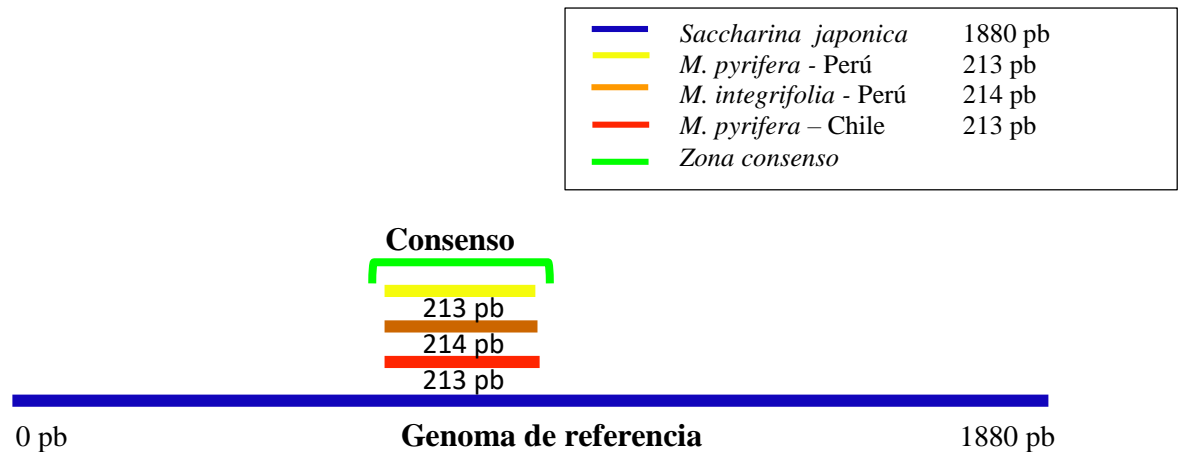 Saccharina japonica 1880 pb
M. pyrifera - Perú 213 pb
M. integrifolia - Perú 214 pb
M. pyrifera – Chile 213 pb
Zona consenso
Consenso
213 pb
214 pb
213 pb
0 pb Genoma de referencia 1880 pb